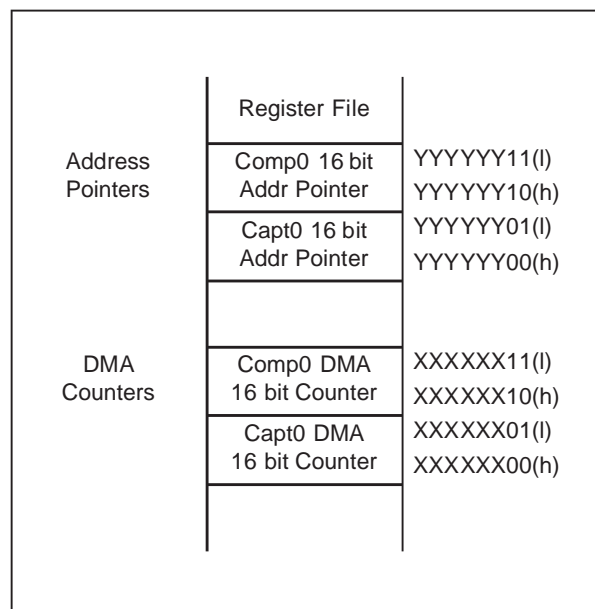 Register File
Address
Pointers
Comp0 16 bit
Addr Pointer
YYYYYY11(l)
YYYYYY10(h)
Capt0 16 bit
Addr Pointer
YYYYYY01(l)
YYYYYY00(h)
DMA
Counters
Comp0 DMA
16 bit Counter
XXXXXX11(l)
XXXXXX10(h)
Capt0 DMA
16 bit Counter
XXXXXX01(l)
XXXXXX00(h)